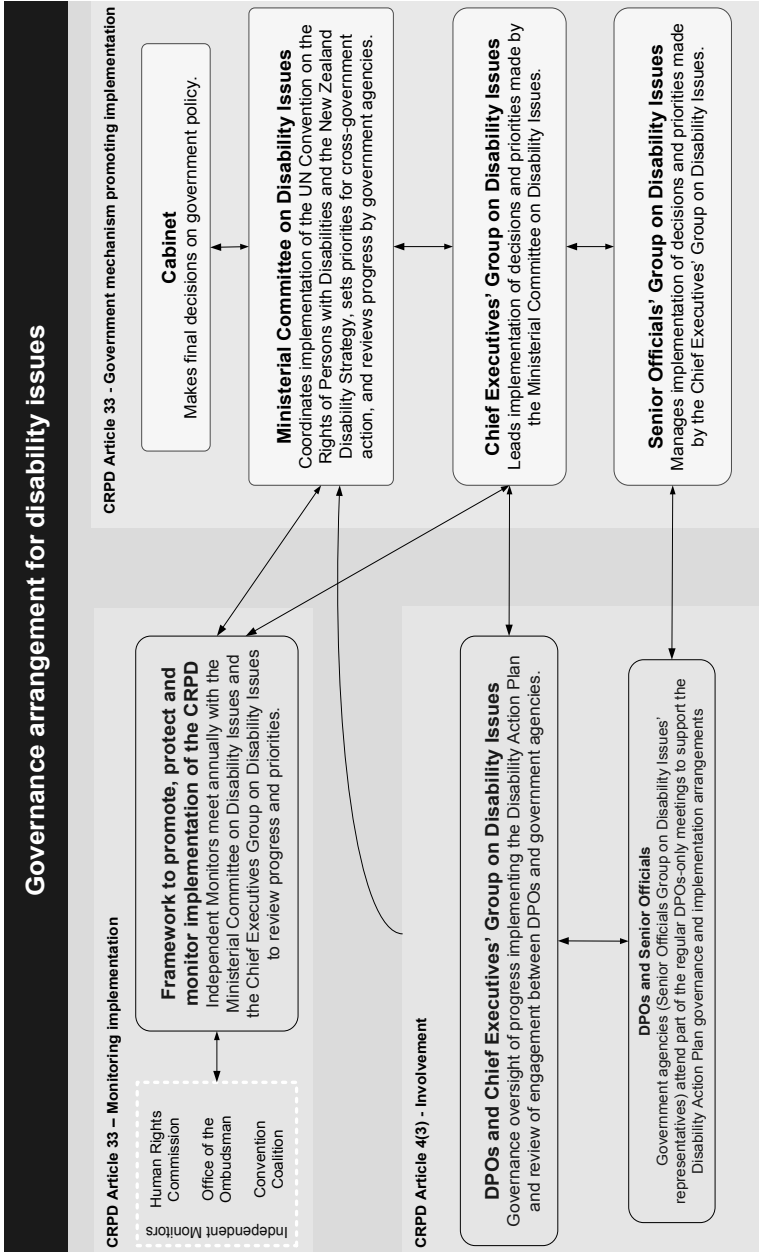 Governance arrangement for disability issues
CRPD Article 33 – Monitoring implementation
Independent Monitors
Human Rights
Commission
Office of the
Ombudsman
Convention
Coalition
Framework to promote, protect and
monitor implementation of the CRPD
Independent Monitors meet annually with the
Ministerial Committee on Disability Issues and
the Chief Executives Group on Disability Issues
to review progress and priorities.
CRPD Article 33 - Government mechanism promoting implementation
Cabinet
Makes final decisions on government policy.
Ministerial Committee on Disability Issues
Coordinates implementation of the UN Convention on the
Rights of Persons with Disabilities and the New Zealand
Disability Strategy, sets priorities for cross-government
action, and reviews progress by government agencies.
Chief Executives' Group on Disability Issues
Leads implementation of decisions and priorities made by
the Ministerial Committee on Disability Issues.
Senior Officials' Group on Disability Issues
Manages implementation of decisions and priorities made
by the Chief Executives' Group on Disability Issues.
CRPD Article 4(3) - Involvement
DPOs and Chief Executives' Group on Disability Issues
Governance oversight of progress implementing the Disability Action Plan
and review of engagement between DPOs and government agencies.
DPOs and Senior Officials
Government agencies (Senior Officials Group on Disability Issues'
representatives) attend part of the regular DPOs-only meetings to support the
Disability Action Plan governance and implementation arrangements